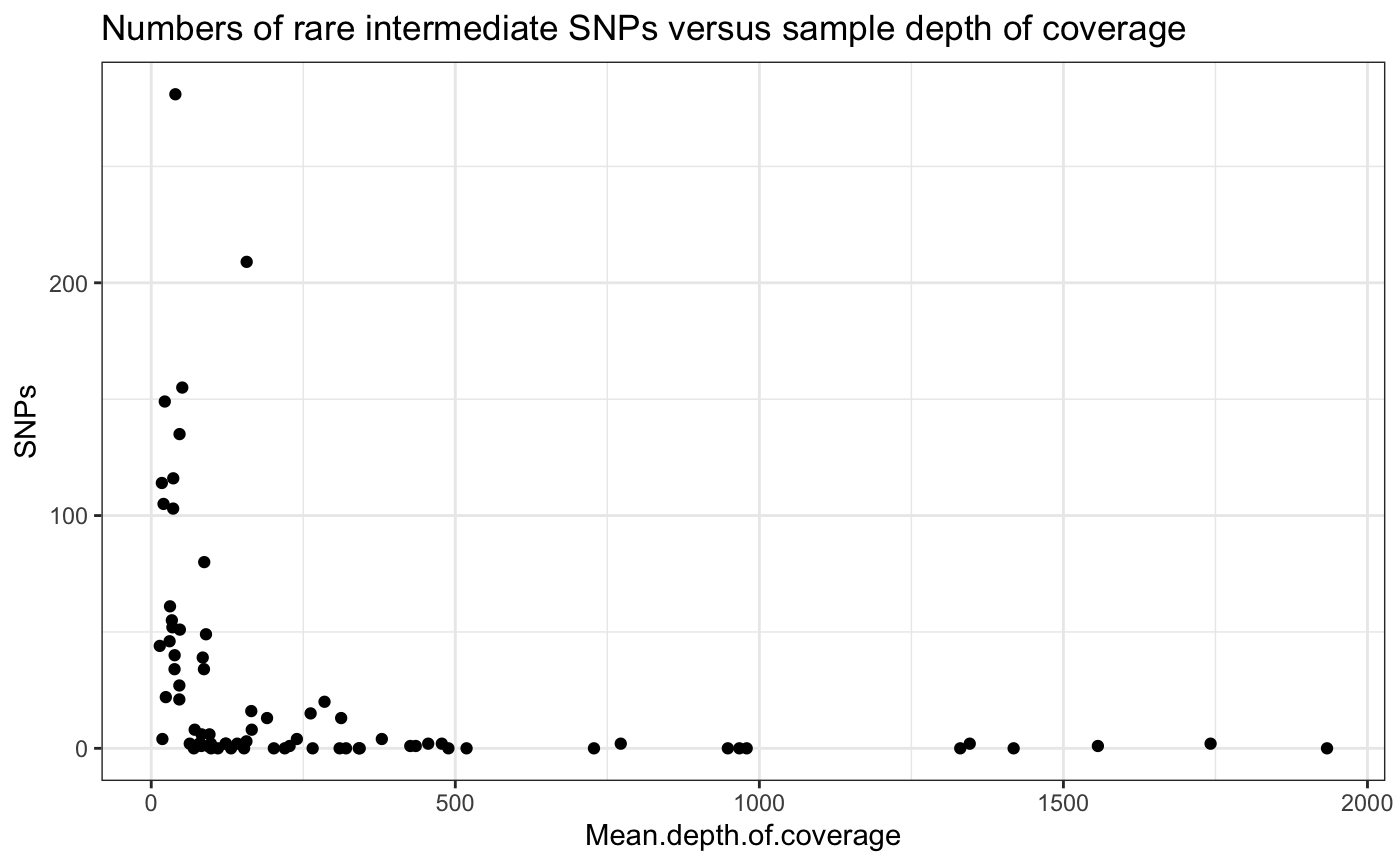 Numbers of rare intermediate SNPs versus sample depth of coverage
200
100
0
SNPs
0 500 1000 1500 2000
Mean.depth.of.coverage